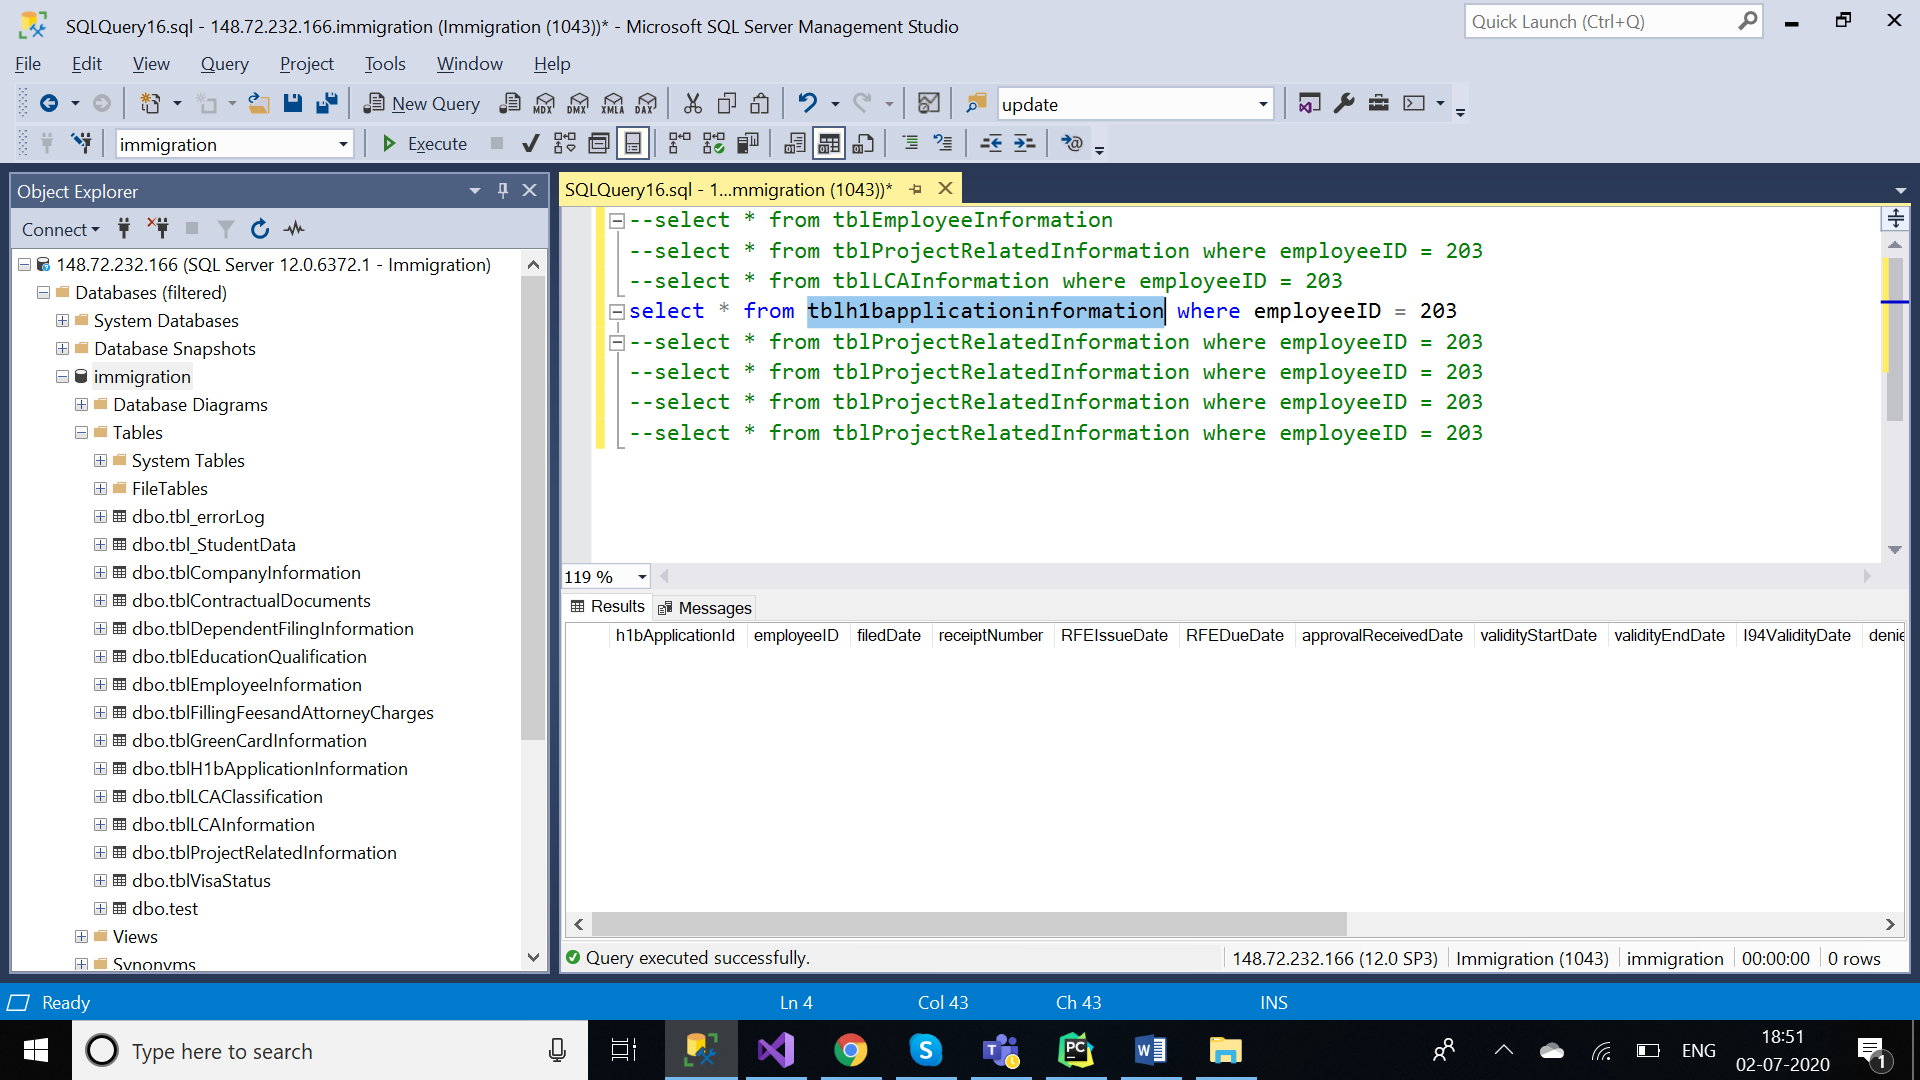 SQLQuery16.sql - 148.72.232.166.immigration (Immigration (1043))* - Microsoft SQL Server Management Studio
Quick Launch (Ctrl+Q)
File Edit View Query Project Tools Window Help
New Query MDX DMX XMLA DAX update
immigration Execute
Object Explorer
Connect
148.72.232.166 (SQL Server 12.0.6372.1 - Immigration)
Databases (filtered)
System Databases
Database Snapshots
immigration
Database Diagrams
Tables
System Tables
FileTables
dbo.tbl_errorLog
dbo.tbl_StudentData
dbo.tblCompanyInformation
dbo.tblContractualDocuments
dbo.tblDependentFilingInformation
dbo.tblEducationQualification
dbo.tblEmployeeInformation
dbo.tblFillingFeesandAttorneyCharges
dbo.tblGreenCardInformation
dbo.tblH1bApplicationInformation
dbo.tblLCAClassification
dbo.tblLCAInformation
dbo.tblProjectRelatedInformation
dbo.tblVisaStatus
dbo.test
Views
Synonyms
SQLQuery16.sql - 1...mmigration (1043))*
--select * from tblEmployeeInformation
--select * from tblProjectRelatedInformation where employeeID = 203
--select * from tblLCAInformation where employeeID = 203
select * from tblh1bapplicationinformation where employeeID = 203
--select * from tblProjectRelatedInformation where employeeID = 203
--select * from tblProjectRelatedInformation where employeeID = 203
--select * from tblProjectRelatedInformation where employeeID = 203
--select * from tblProjectRelatedInformation where employeeID = 203
119 %
Results Messages
h1bApplicationId employeeID filedDate receiptNumber RFEIssueDate RFEDueDate approvalReceivedDate validityStartDate validityEndDate I94ValidityDate denie
Query executed successfully. 148.72.232.166 (12.0 SP3) Immigration (1043) immigration 00:00:00 0 rows
Ready Ln 4 Col 43 Ch 43 INS
Type here to search
ENG 18:51
02-07-2020
1